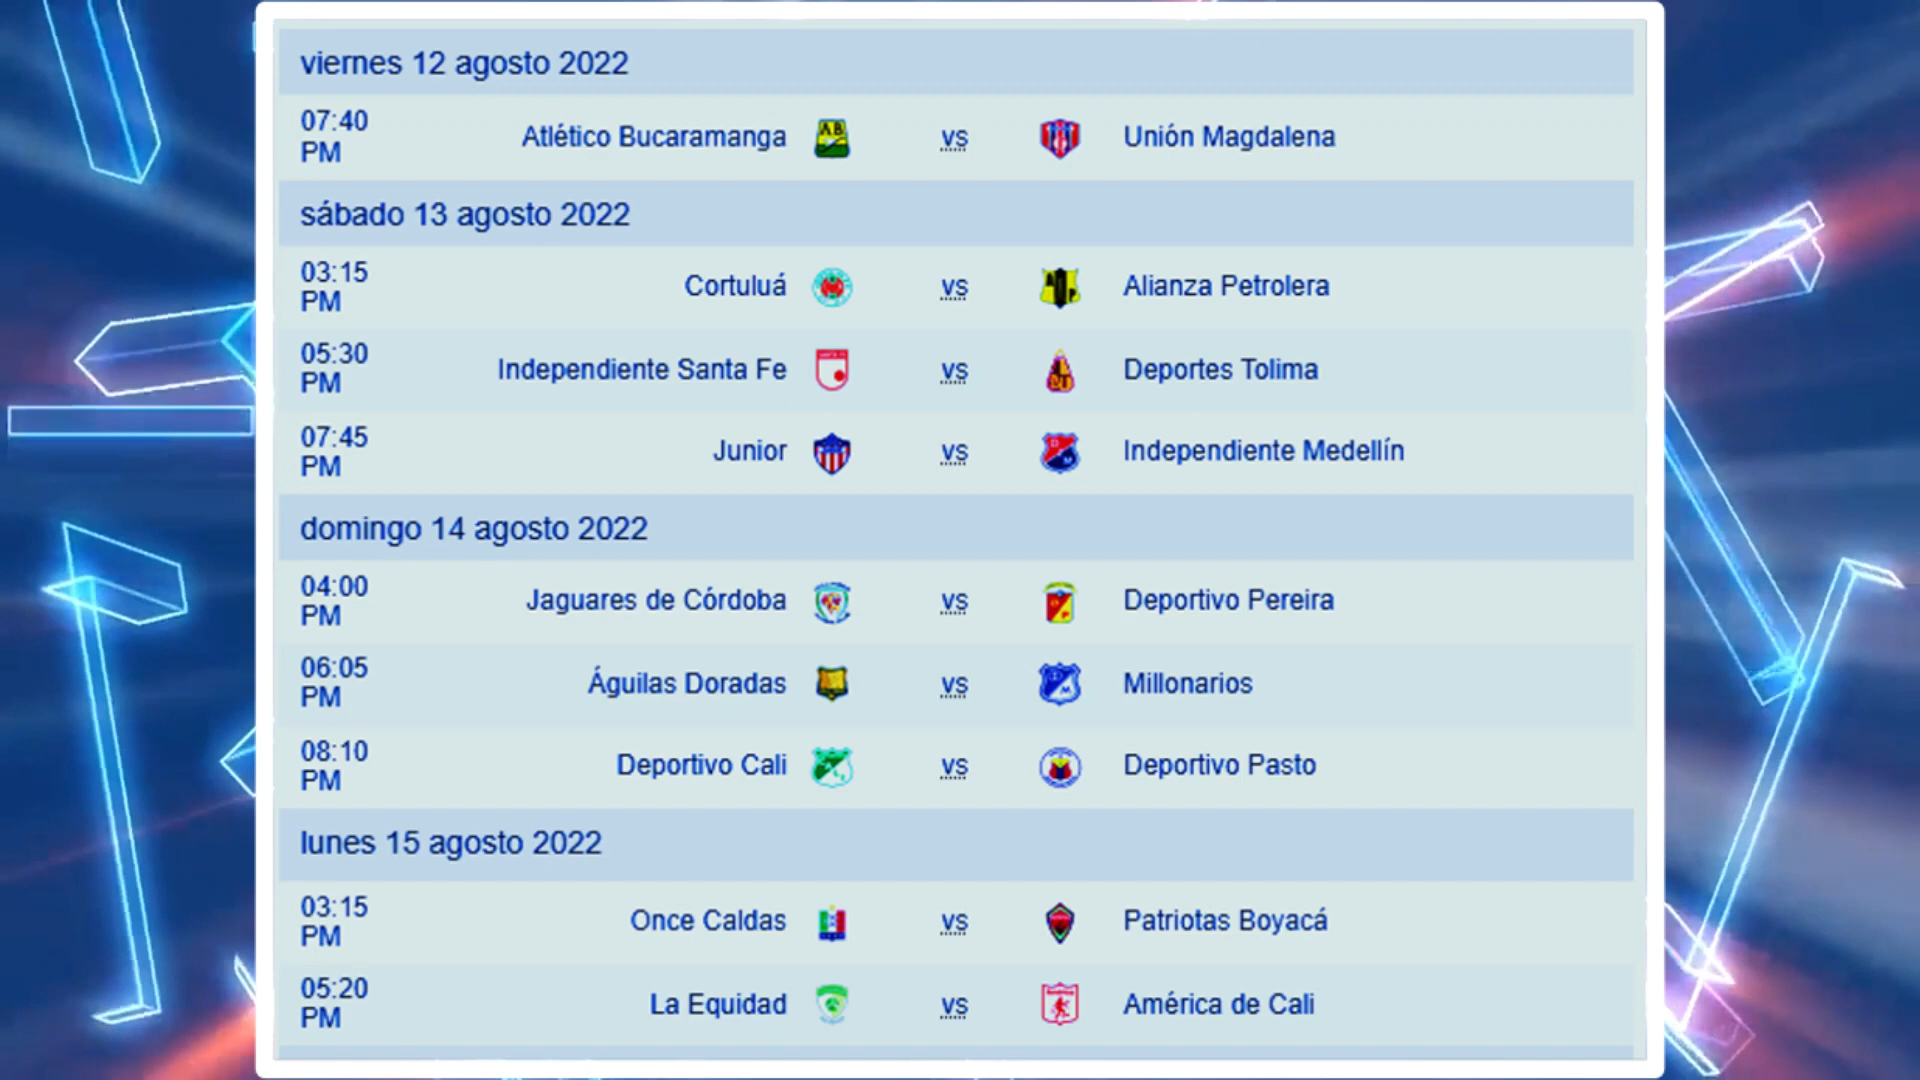 viernes 12 agosto 2022
07:40 PM Atlético Bucaramanga vs Unión Magdalena
sábado 13 agosto 2022
03:15 PM Cortuluá vs Alianza Petrolera
05:30 PM Independiente Santa Fe vs Deportes Tolima
07:45 PM Junior vs Independiente Medellín
domingo 14 agosto 2022
04:00 PM Jaguares de Córdoba vs Deportivo Pereira
06:05 PM Águilas Doradas vs Millonarios
08:10 PM Deportivo Cali vs Deportivo Pasto
lunes 15 agosto 2022
03:15 PM Once Caldas vs Patriotas Boyacá
05:20 PM La Equidad vs América de Cali